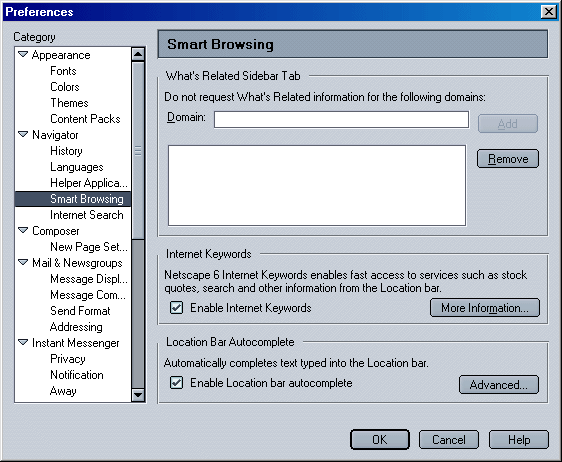 Preferences
Category
Appearance
Fonts
Colors
Themes
Content Packs
Navigator
History
Languages
Helper Applica...
Smart Browsing
Internet Search
Composer
New Page Set...
Mail & Newsgroups
Message Displ...
Message Com...
Send Format
Addressing
Instant Messenger
Privacy
Notification
Away
Smart Browsing
What's Related Sidebar Tab
Do not request What's Related information for the following domains:
Domain:
Add
Remove
Internet Keywords
Netscape 6 Internet Keywords enables fast access to services such as stock
quotes, search and other information from the Location bar.
Enable Internet Keywords
More Information...
Location Bar Autocomplete
Automatically completes text typed into the Location bar.
Enable Location bar autocomplete
Advanced...
OK
Cancel
Help